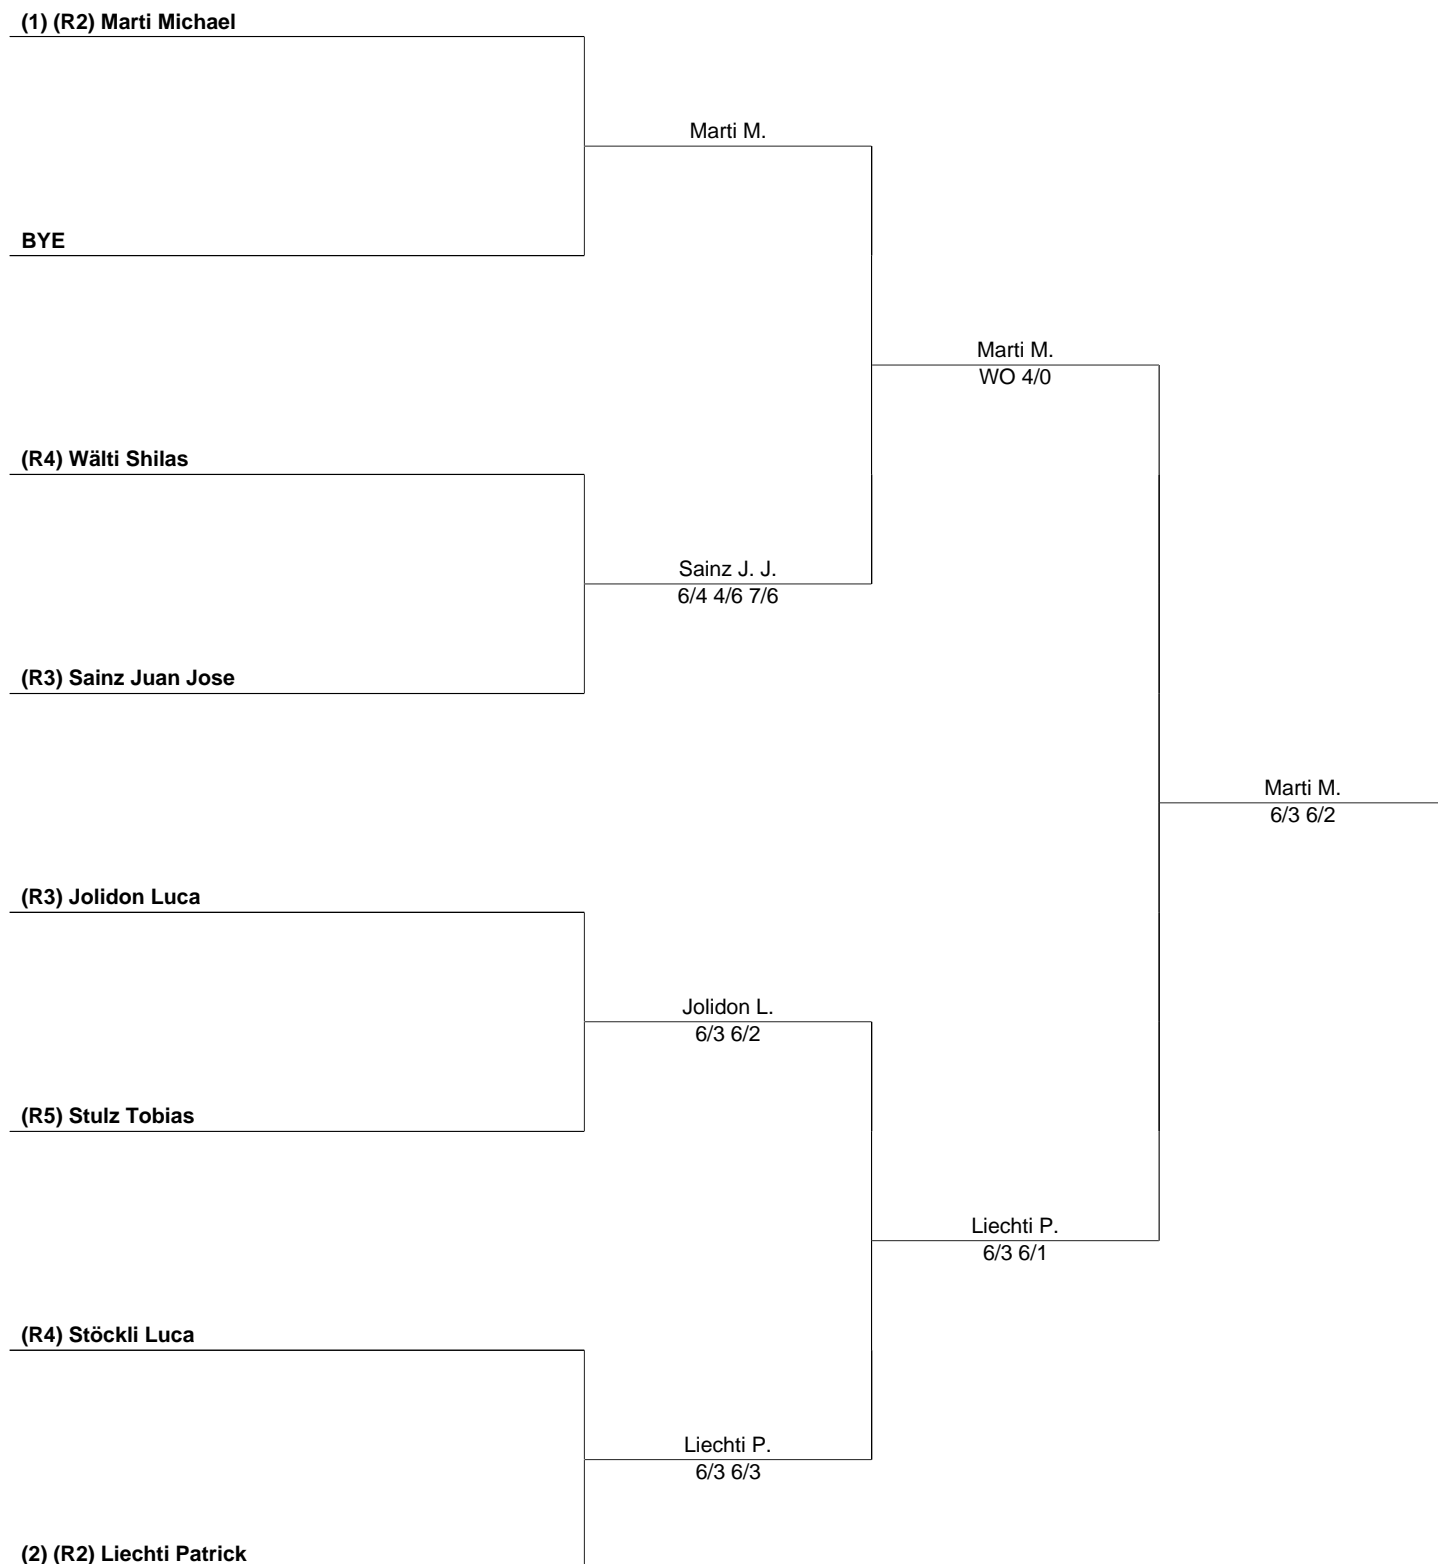 (1) (R2) Marti Michael
Marti M.
BYE
Marti M.
WO 4/0
(R4) Wälti Shilas
Sainz J. J.
6/4 4/6 7/6
(R3) Sainz Juan Jose
Marti M.
6/3 6/2
(R3) Jolidon Luca
Jolidon L.
6/3 6/2
(R5) Stulz Tobias
Liechti P.
6/3 6/1
(R4) Stöckli Luca
Liechti P.
6/3 6/3
(2) (R2) Liechti Patrick